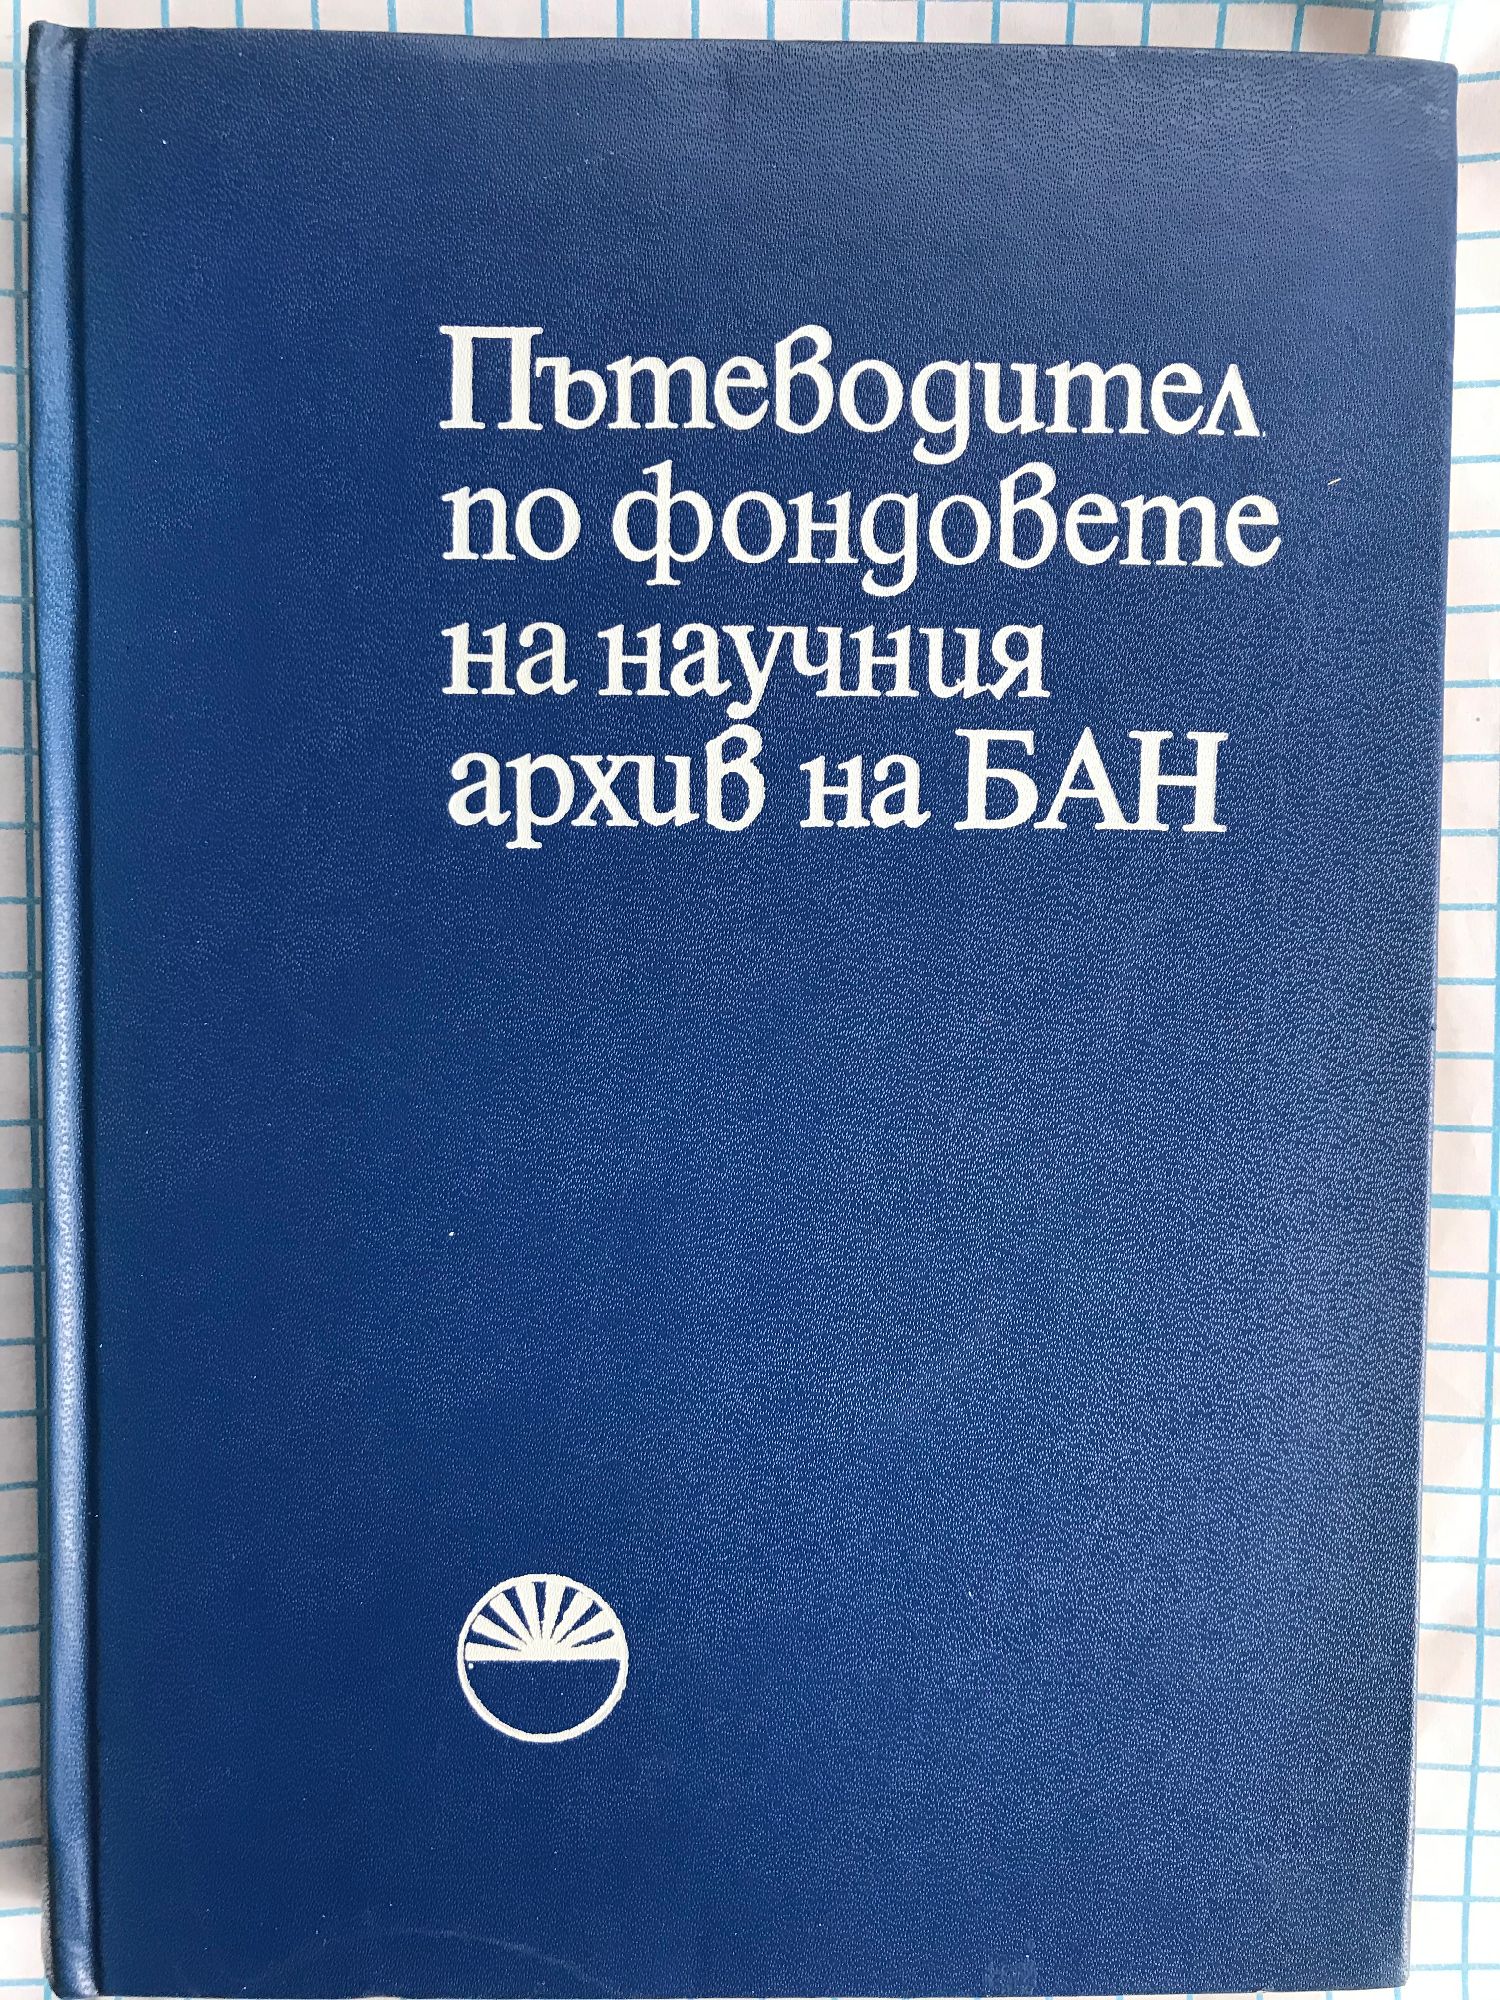 Пътеводител
по фондовете
на научния
архив на БАН